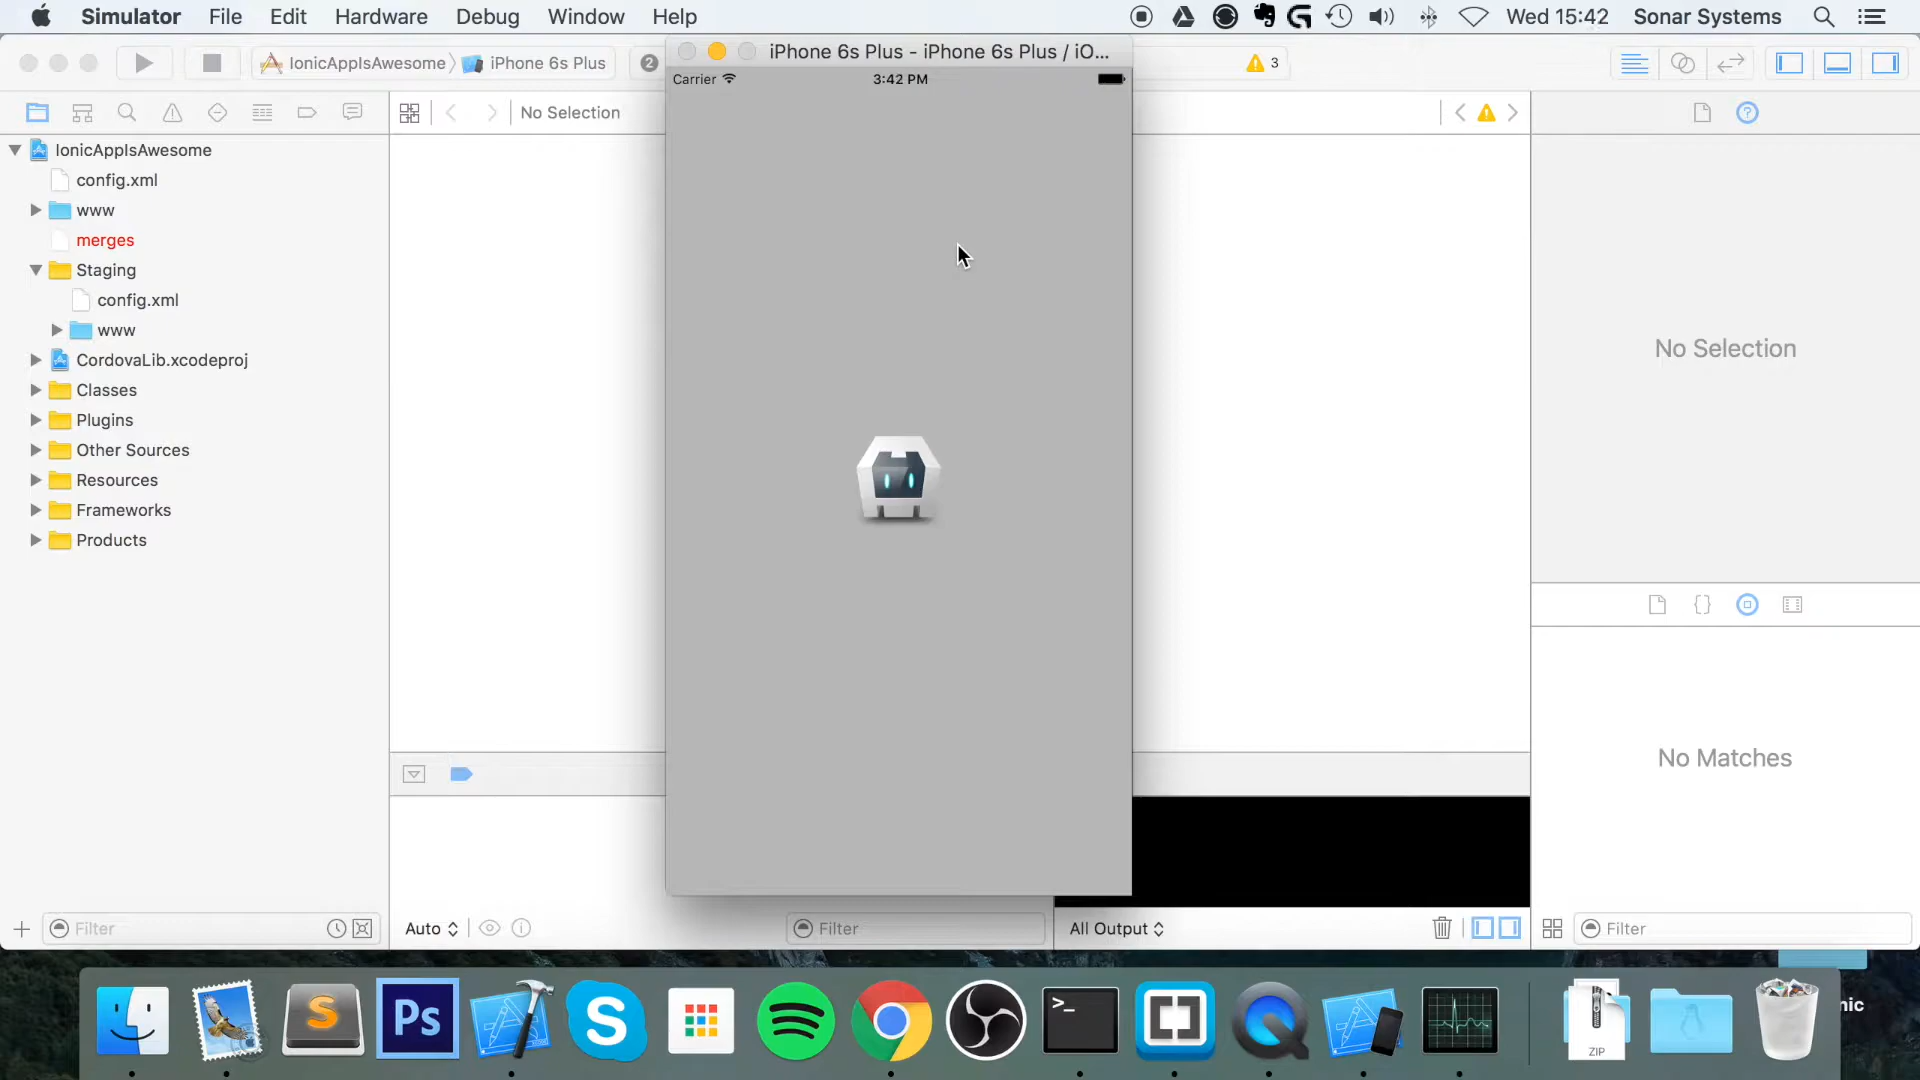 Simulator File Edit Hardware Debug Window Help Wed 15:42 Sonar Systems
IonicAppIsAwesome iPhone 6s Plus 2 iPhone 6s Plus - iPhone 6s Plus / iO... 3
Carrier 3:42 PM
No Selection
IonicAppIsAwesome
config.xml
www
merges
Staging
config.xml
www
CordovaLib.xcodeproj
Classes
Plugins
Other Sources
Resources
Frameworks
Products
No Selection
No Matches
Filter Auto Filter All Output Filter
S Ps S >_ ZIP nic